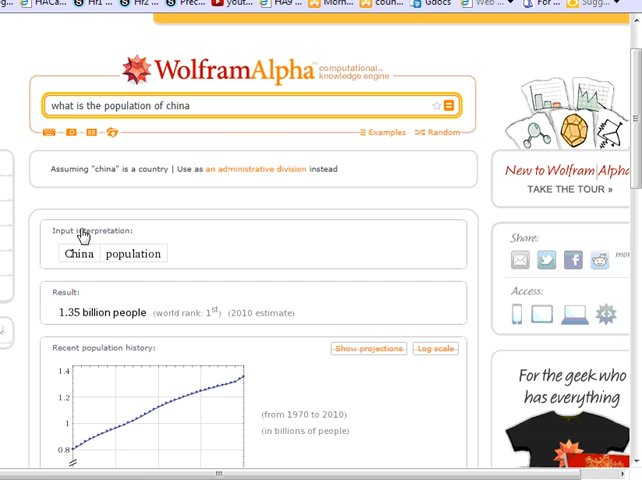 HACa...
Hr1 ...
Hr2 ...
Prec...
yout...
HA9 ...
Morn...
coun...
Gdocs
Web ...
For ...
Sugg...
WolframAlpha
computational...
knowledge engine
what is the population of china
Examples
Random
Assuming "china" is a country | Use as an administrative division instead
New to Wolfram|Alpha
TAKE THE TOUR »
Input interpretation:
China
population
Share:
Access:
Result:
1.35 billion people (world rank: 1st) (2010 estimate)
Recent population history:
Show projections
Log scale
1.4
1.2
1
0.8
(from 1970 to 2010)
(in billions of people)
For the geek who
has everything